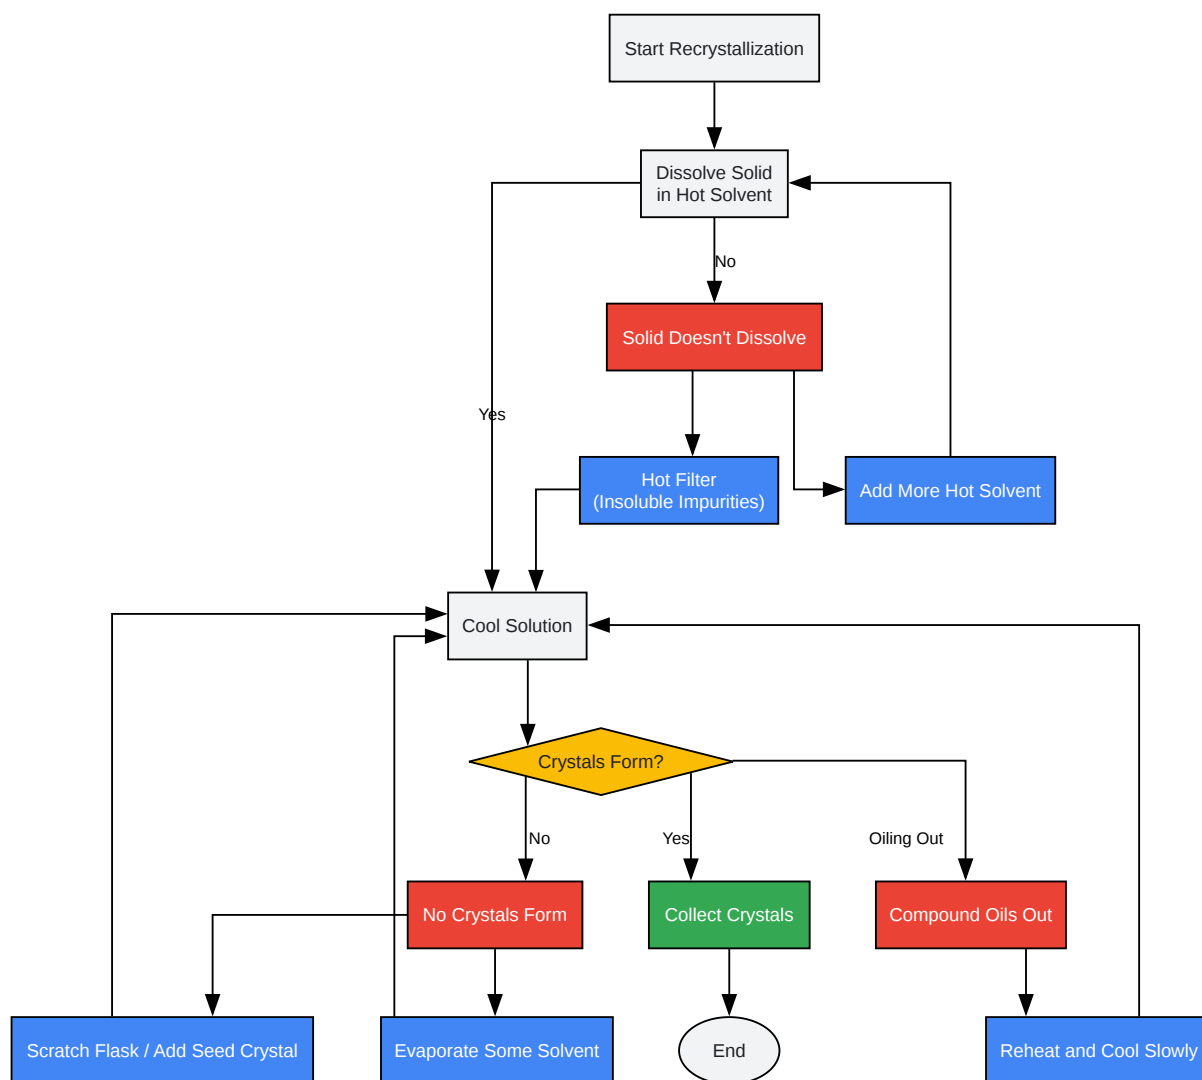 Start Recrystallization
Dissolve Solid
in Hot Solvent
No
Solid Doesn't Dissolve
Yes
Hot Filter
(Insoluble Impurities)
Add More Hot Solvent
Cool Solution
Crystals Form?
No
Yes
Oiling Out
No Crystals Form
Collect Crystals
Compound Oils Out
Scratch Flask / Add Seed Crystal
Evaporate Some Solvent
End
Reheat and Cool Slowly